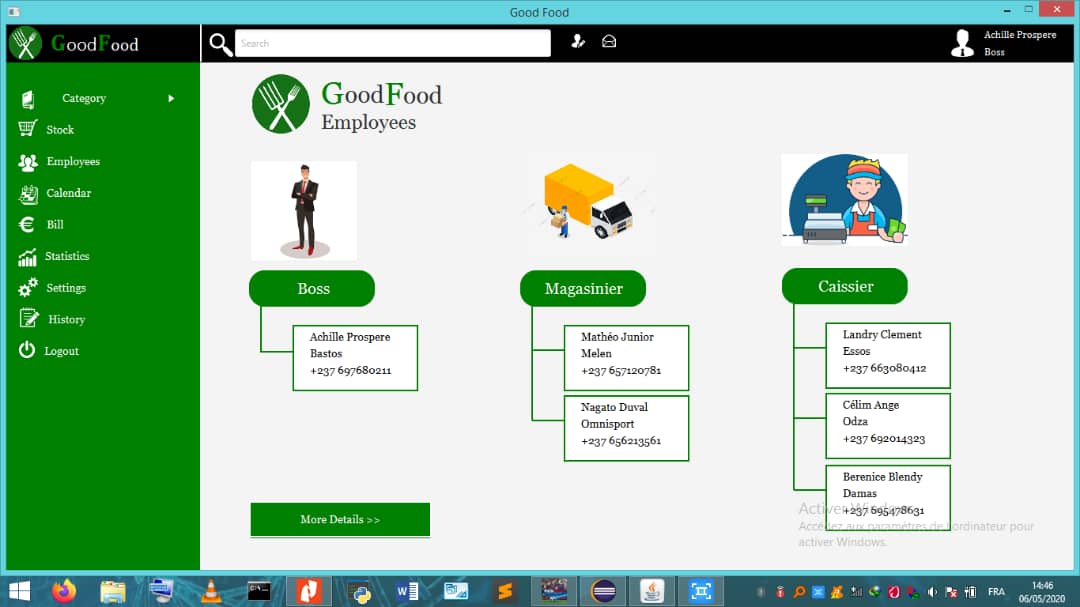 Good Food
GoodFood
Search
Achille Prospere
Boss
Category
Stock
Employees
Calendar
Bill
Statistics
Settings
History
Logout
GoodFood
Employees
Boss
Achille Prospere
Bastos
+237 697680211
Magasinier
Mathéo Junior
Melen
+237 657120781
Nagato Duval
Omnisport
+237 656213561
Caissier
Landry Clement
Essos
+237 663080412
Célim Ange
Odza
+237 692014323
Berenice Blendy
Damas
+237 695478631
More Details >>
Activer Windows
Accédez aux paramètres de l'ordinateur pour
activer Windows.
FRA
14:46
06/05/2020